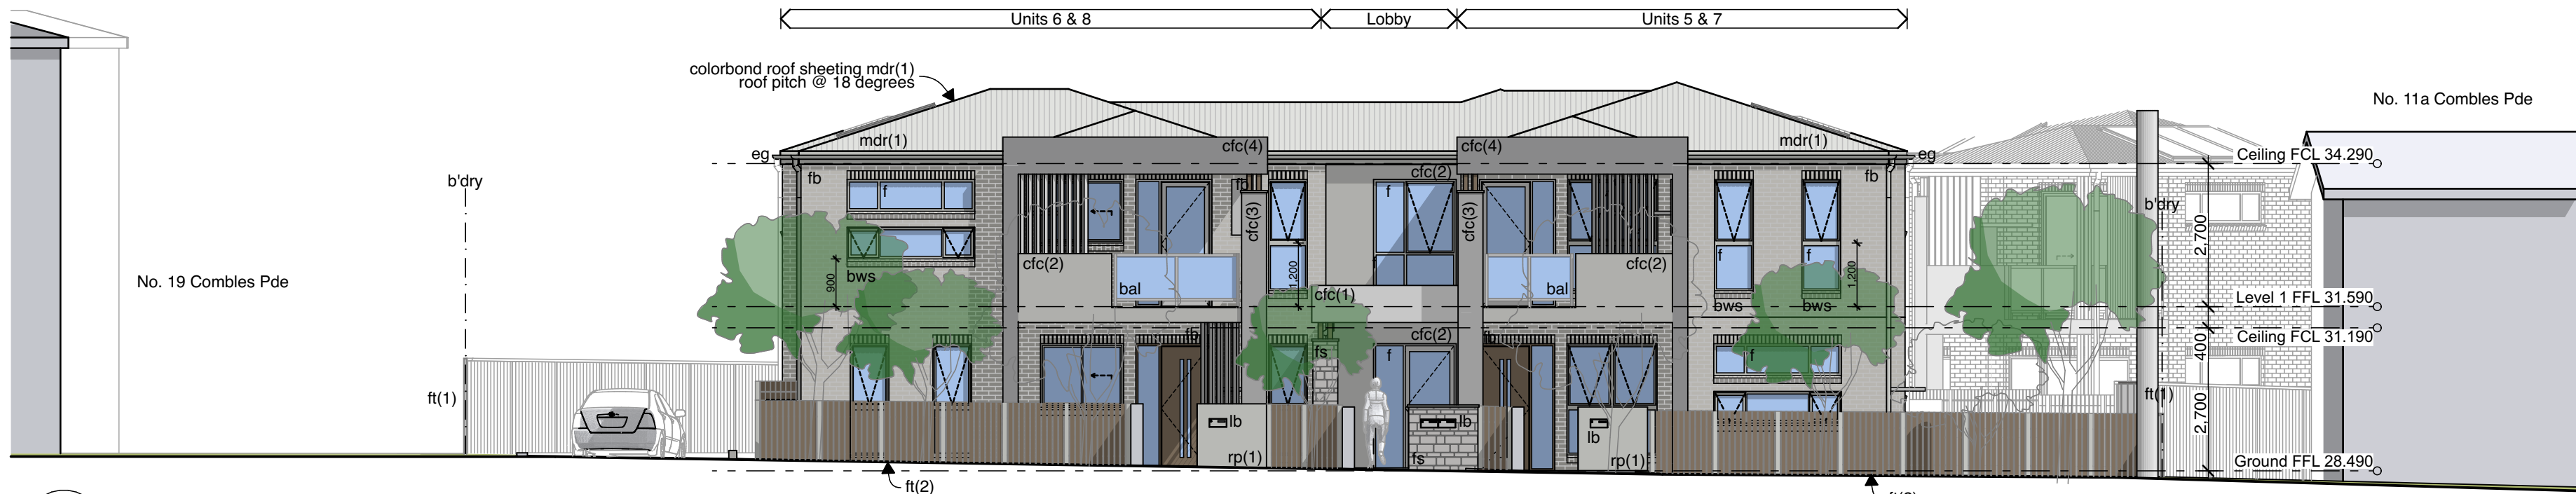 Units 6 & 8
Lobby
Units 5 & 7
colorbond roof sheeting mdr(1)
roof pitch @ 18 degrees
No. 11a Combles Pde
mdr(1)
cfc(4)
cfc(4)
mdr(1)
eg
eg
Ceiling FCL 34.290
fb
f
fb
cfc(2)
f
fb
b'dry
b'dry
cfc(3)
cfc(3)
2,700
No. 19 Combles Pde
900
bws
cfc(2)
bal
1,200
f
cfc(1)
bal
cfc(2)
f
f
1,200
bws
bws
Level 1 FFL 31.590
fb
cfc(2)
fb
Ceiling FCL 31.190
400
fs
f
f
ft(1)
ft(1)
2,700
lb
lb
lb
rp(1)
fs
rp(1)
Ground FFL 28.490
ft(2)